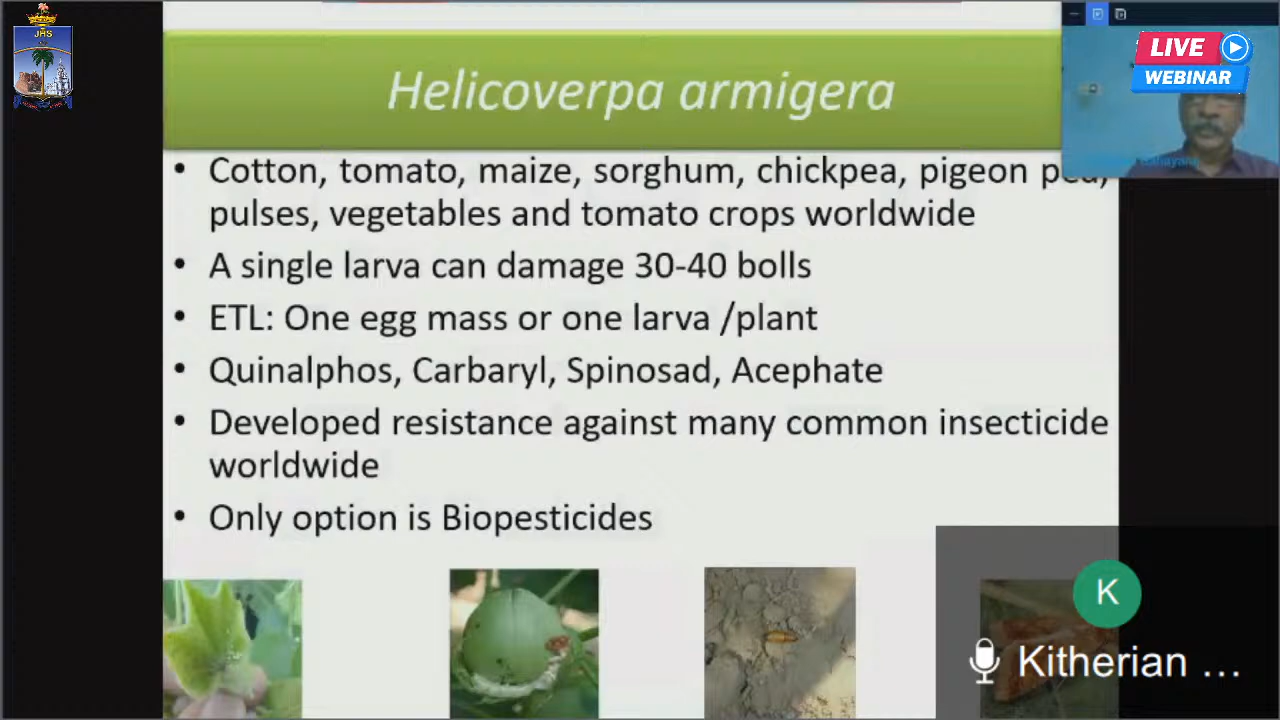 JHS
LIVE
WEBINAR
Helicoverpa armigera
• Cotton, tomato, maize, sorghum, chickpea, pigeon pea,
pulses, vegetables and tomato crops worldwide
• A single larva can damage 30-40 bolls
• ETL: One egg mass or one larva /plant
• Quinalphos, Carbaryl, Spinosad, Acephate
• Developed resistance against many common insecticide
worldwide
• Only option is Biopesticides
K
Kitherian ...